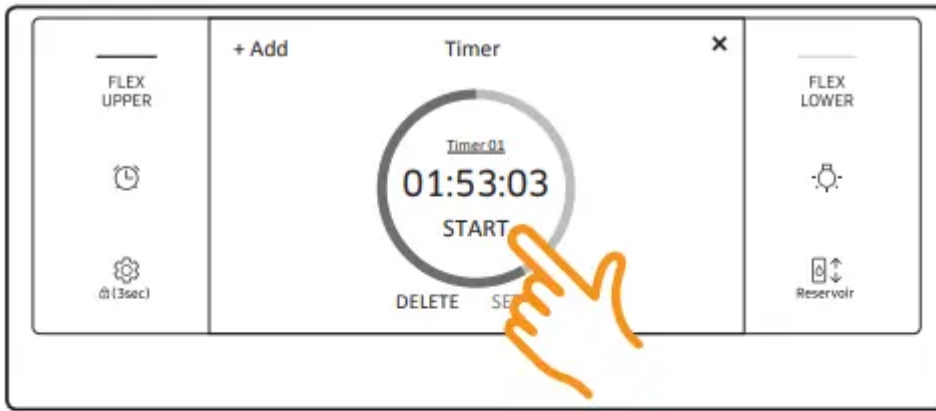 FLEX
UPPER
(3sec)
+ Add
Timer
×
Timer 01
01:53:03
START
DELETE
FLEX
LOWER
Reservoir